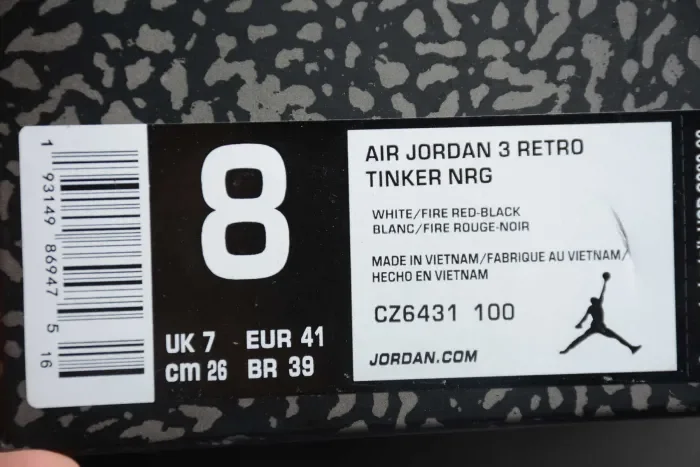 1 93149 86947 5 16
8
UK 7 EUR 41
cm 26 BR 39
AIR JORDAN 3 RETRO
TINKER NRG
WHITE/FIRE RED-BLACK
BLANC/FIRE ROUGE-NOIR
MADE IN VIETNAM/FABRIQUE AU VIETNAM/
HECHO EN VIETNAM
CZ6431 100
JORDAN.COM